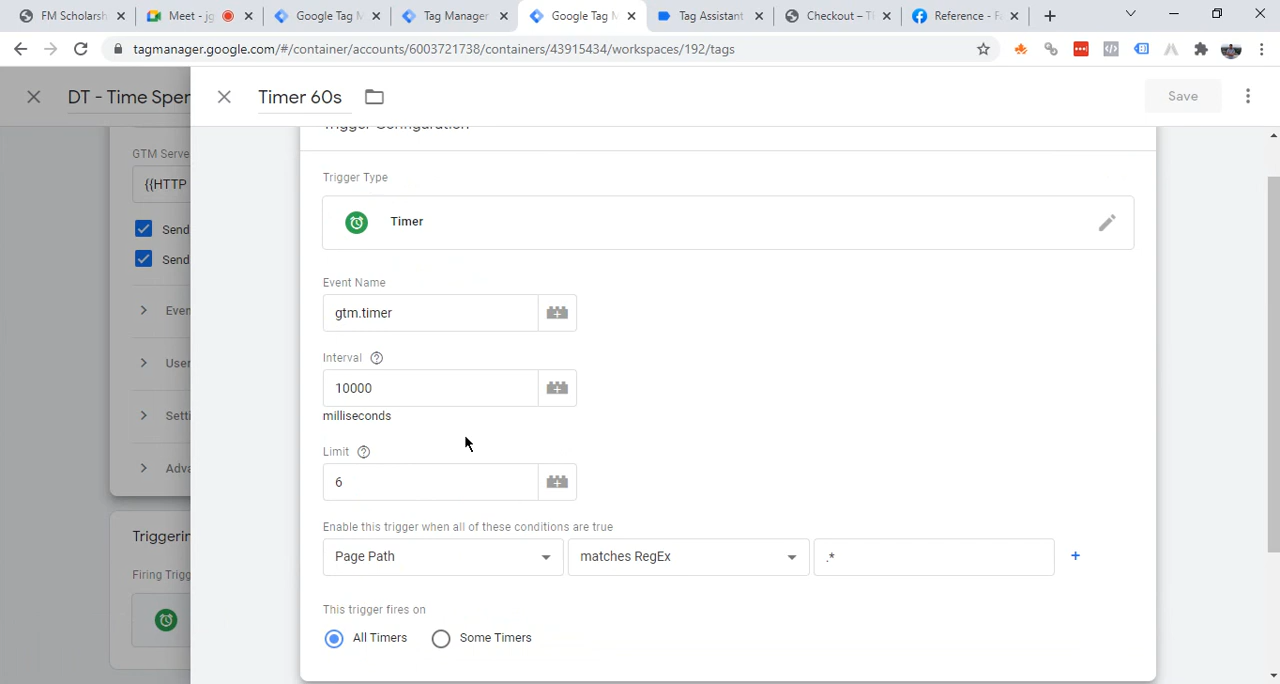 FM Scholarsh
Meet - jg
Google Tag M
Tag Manager
Google Tag M
Tag Assistant
Checkout – Ti
Reference - Fa
tagmanager.google.com/#/container/accounts/6003721738/containers/43915434/workspaces/192/tags
DT - Time Spen
Timer 60s
Save
Trigger Configuration
GTM Serve
{{HTTP
Send
Send
Even
User
Setti
Adva
Triggerin
Firing Trigg
Trigger Type
Timer
Event Name
gtm.timer
Interval
10000
milliseconds
Limit
6
Enable this trigger when all of these conditions are true
Page Path
matches RegEx
.*
+
This trigger fires on
All Timers
Some Timers